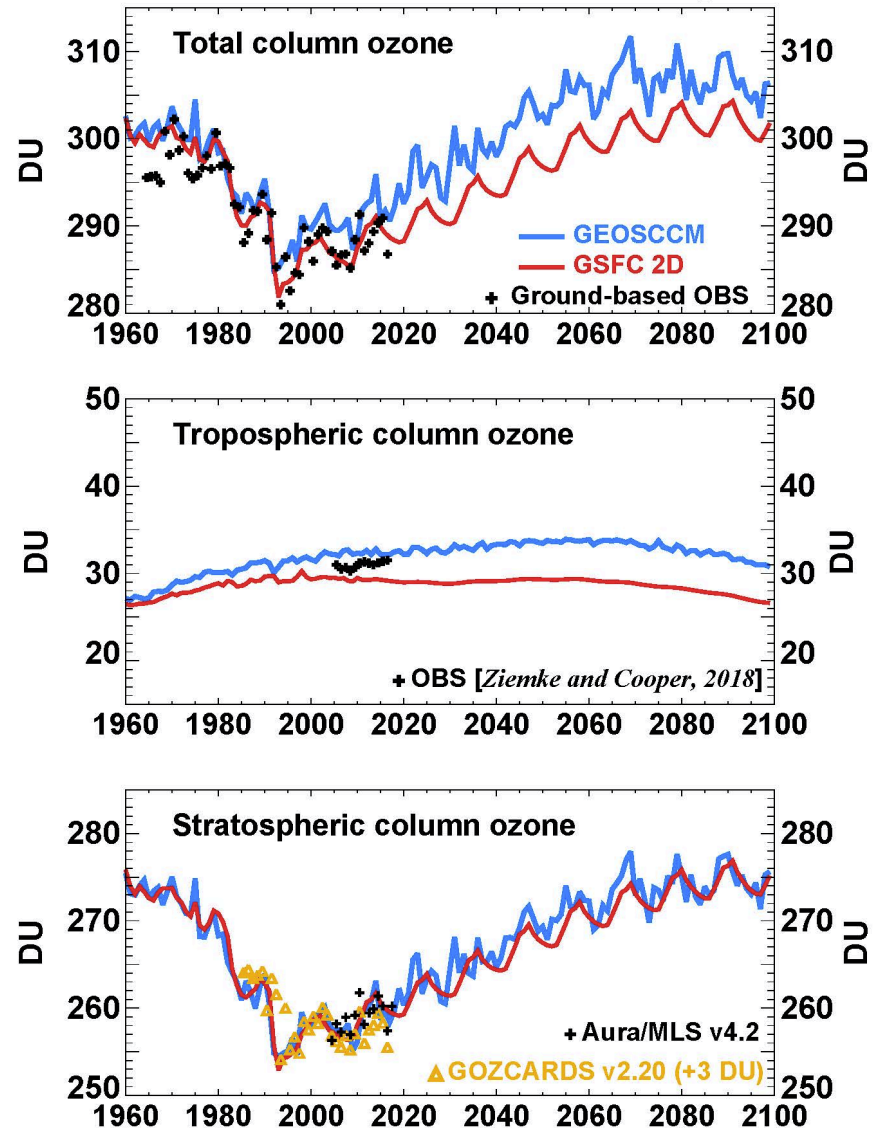 Total column ozone
310
300
290
280
DU
310
300
290
280
DU
GEOSCCM
GSFC 2D
Ground-based OBS
1960 1980 2000 2020 2040 2060 2080 2100
50
40
30
20
DU
Tropospheric column ozone
50
40
30
20
DU
OBS [Ziemke and Cooper, 2018]
1960 1980 2000 2020 2040 2060 2080 2100
280
270
260
250
DU
Stratospheric column ozone
280
270
260
250
DU
Aura/MLS v4.2
GOZCARDS v2.20 (+3 DU)
1960 1980 2000 2020 2040 2060 2080 2100